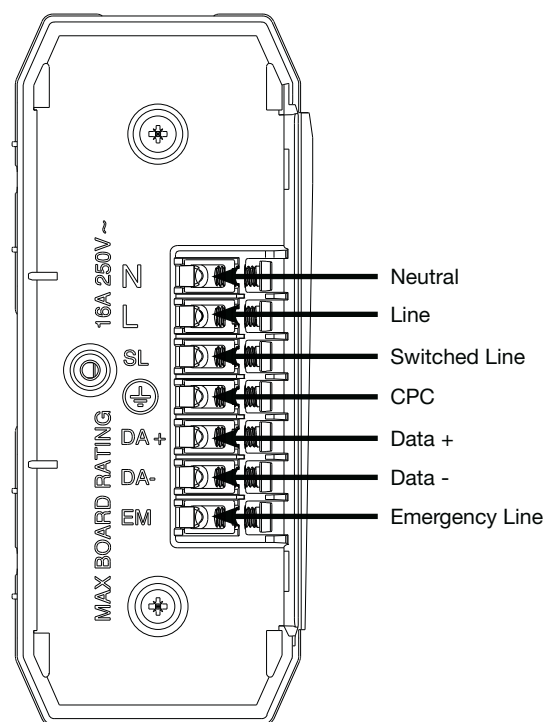 MAX BOARD RATING 16A 250V ~
N
Neutral
L
Line
SL
Switched Line
CPC
DA+
Data +
DA-
Data -
EM
Emergency Line